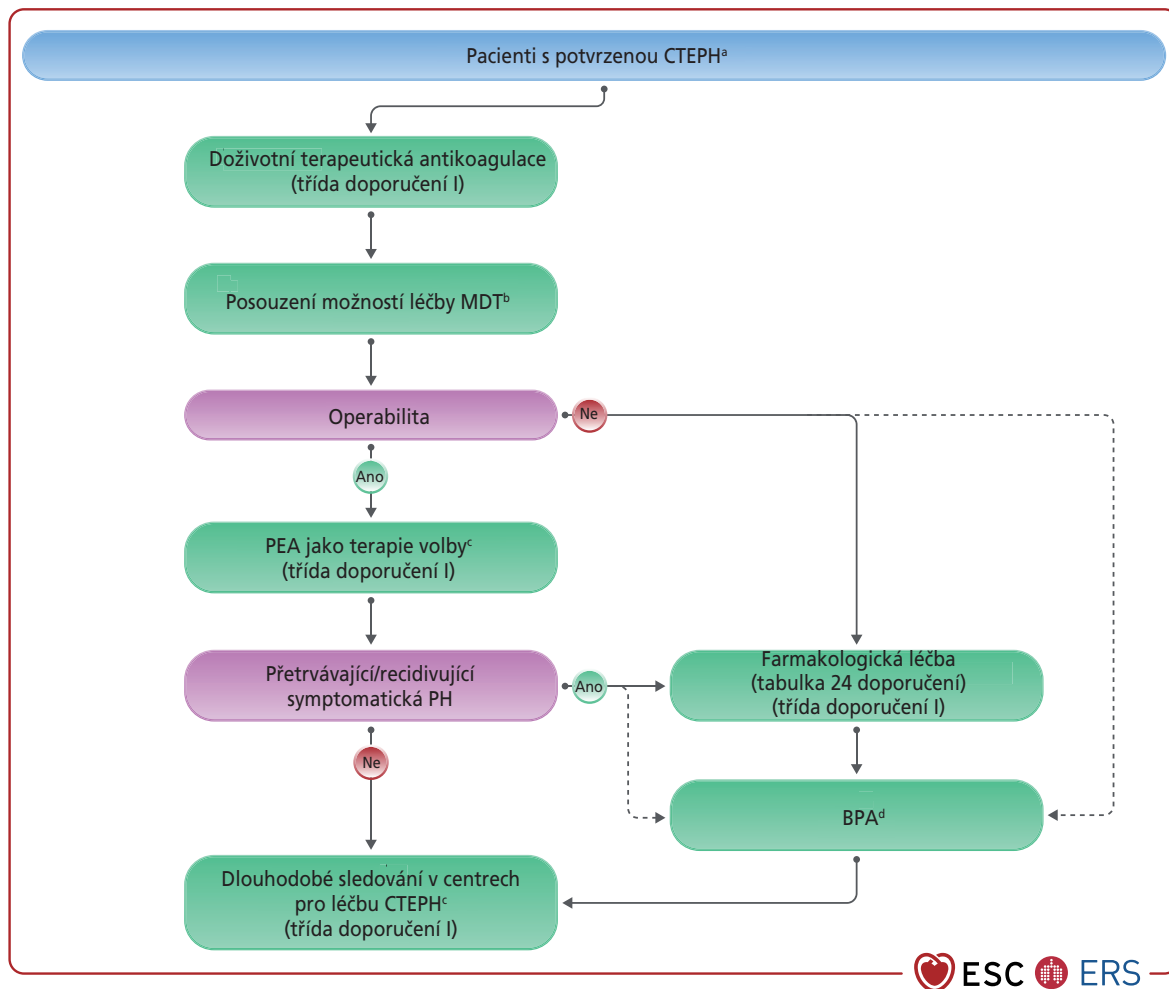 Pacienti s potvrzenou CTEPHᵃ
Doživotní terapeutická antikoagulace
(třída doporučení I)
Posouzení možností léčby MDTᵇ
Operabilita
Ne
Ano
PEA jako terapie volbyᶜ
(třída doporučení I)
Přetrvávající/recidivující
symptomatická PH
Ano
Farmakologická léčba
(tabulka 24 doporučení)
(třída doporučení I)
Ne
BPAᵈ
Dlouhodobé sledování v centrech
pro léčbu CTEPHᶜ
(třída doporučení I)
ESC ERS